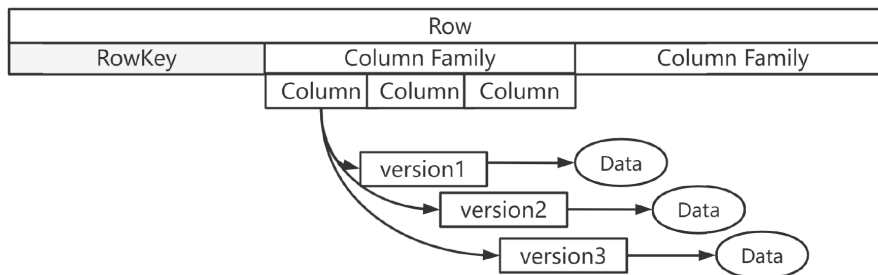 Row
RowKey Column Family Column Family
Column Column Column
version1 Data
version2 Data
version3 Data